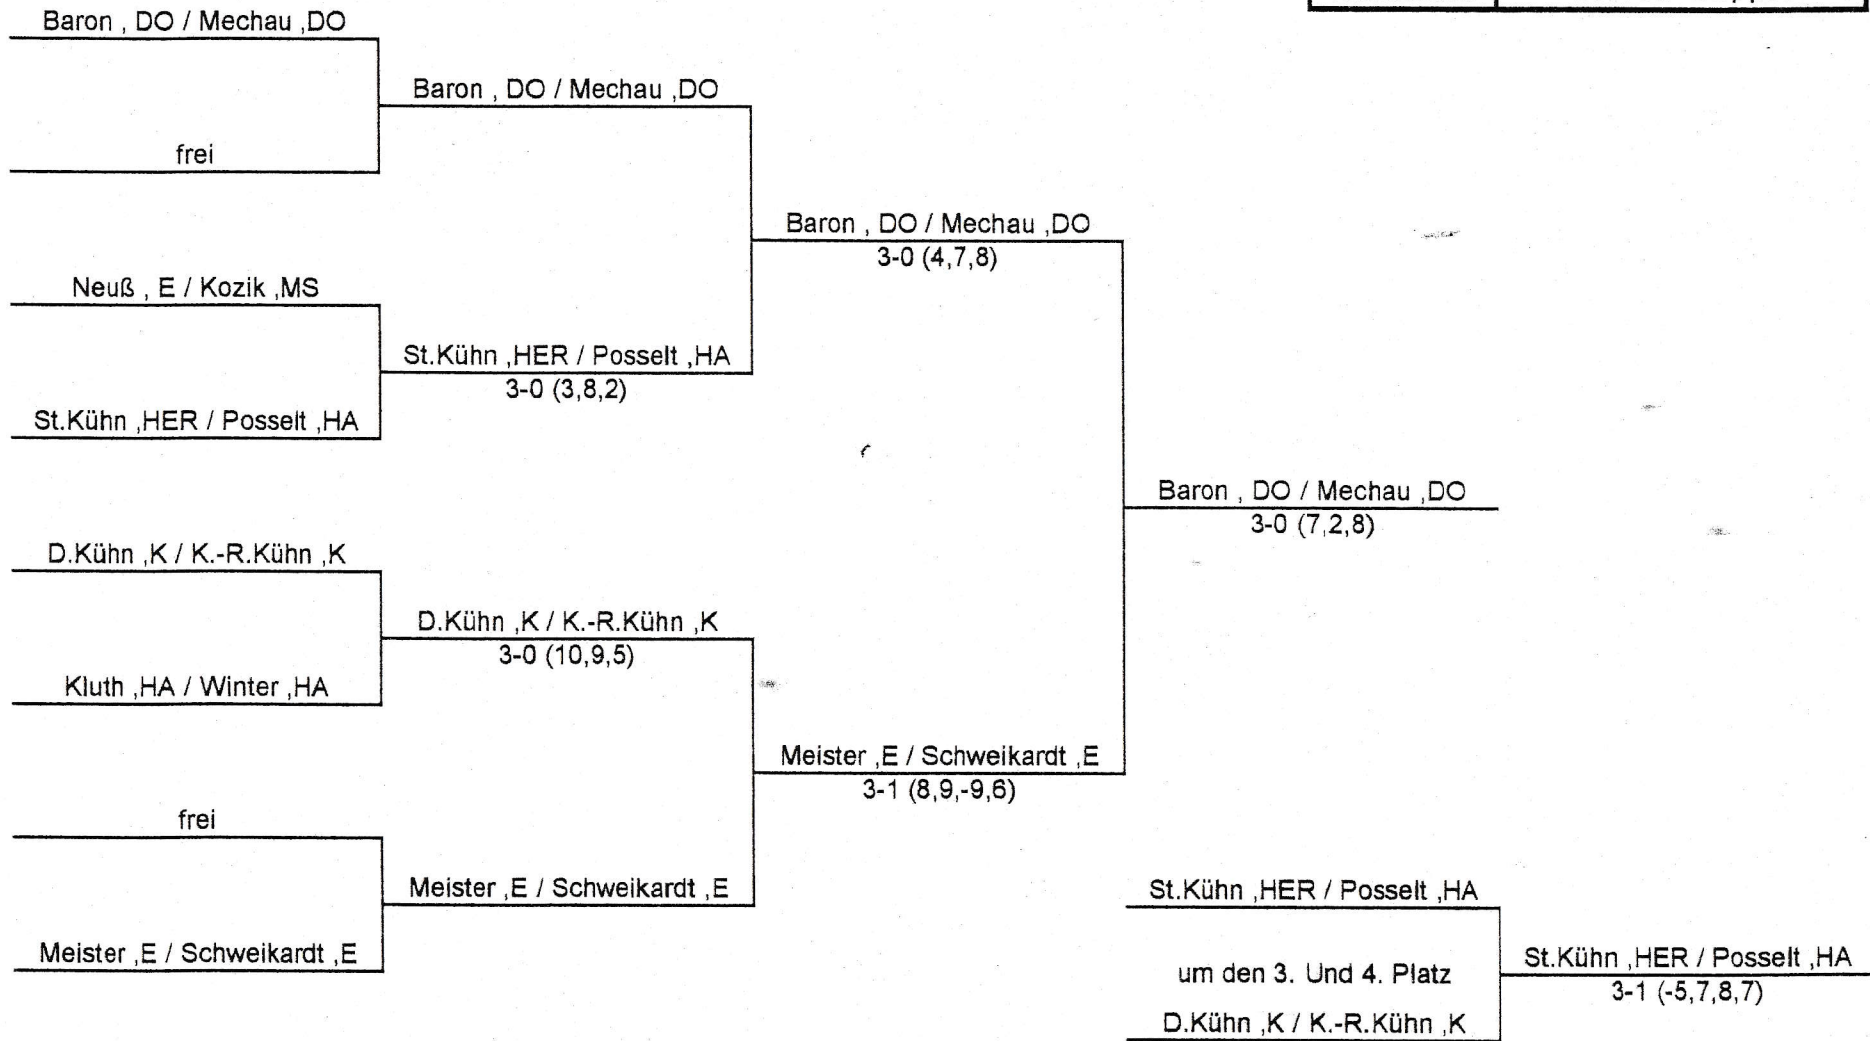 Baron , DO / Mechau ,DO
frei
Neuß , E / Kozik ,MS
St.Kühn ,HER / Posselt ,HA
D.Kühn ,K / K.-R.Kühn ,K
Kluth ,HA / Winter ,HA
frei
Meister ,E / Schweikardt ,E
Baron , DO / Mechau ,DO
St.Kühn ,HER / Posselt ,HA
3-0 (3,8,2)
D.Kühn ,K / K.-R.Kühn ,K
3-0 (10,9,5)
Meister ,E / Schweikardt ,E
Baron , DO / Mechau ,DO
3-0 (4,7,8)
Meister ,E / Schweikardt ,E
3-1 (8,9,-9,6)
Baron , DO / Mechau ,DO
3-0 (7,2,8)
St.Kühn ,HER / Posselt ,HA
um den 3. Und 4. Platz
D.Kühn ,K / K.-R.Kühn ,K
St.Kühn ,HER / Posselt ,HA
3-1 (-5,7,8,7)